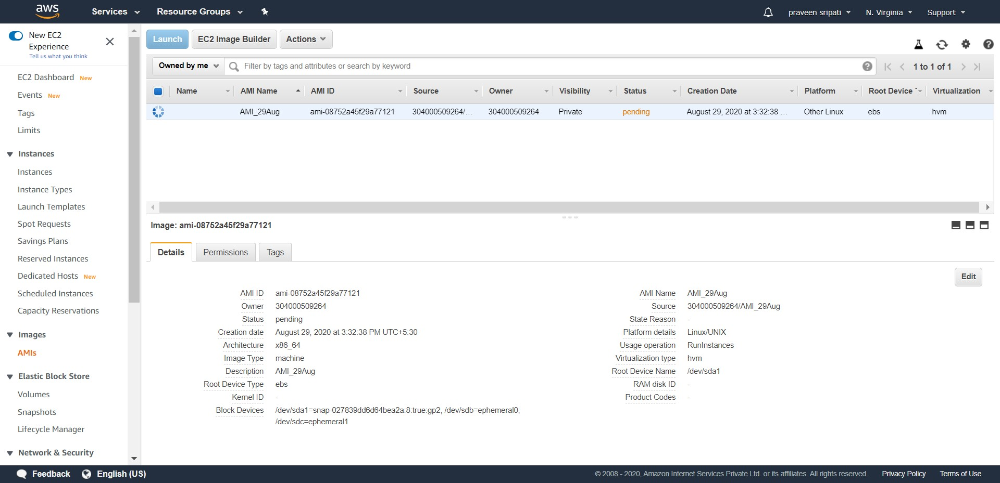 aws Services Resource Groups praveen sripati N. Virginia Support
New EC2
Experience
Tell us what you think
EC2 Dashboard New
Events New
Tags
Limits
Instances
Instances
Instance Types
Launch Templates
Spot Requests
Savings Plans
Reserved Instances
Dedicated Hosts New
Scheduled Instances
Capacity Reservations
Images
AMIs
Elastic Block Store
Volumes
Snapshots
Lifecycle Manager
Network & Security
Launch EC2 Image Builder Actions
Owned by me Filter by tags and attributes or search by keyword 1 to 1 of 1
Name AMI Name AMI ID Source Owner Visibility Status Creation Date Platform Root Device Virtualization
AMI_29Aug ami-08752a45f29a77121 304000509264/... 304000509264 Private pending August 29, 2020 at 3:32:38 ... Other Linux ebs hvm
Image: ami-08752a45f29a77121
Details Permissions Tags
Edit
AMI ID ami-08752a45f29a77121 AMI Name AMI_29Aug
Owner 304000509264 Source 304000509264/AMI_29Aug
Status pending State Reason -
Creation date August 29, 2020 at 3:32:38 PM UTC+5:30 Platform details Linux/UNIX
Architecture x86_64 Usage operation RunInstances
Image Type machine Virtualization type hvm
Description AMI_29Aug Root Device Name /dev/sda1
Root Device Type ebs RAM disk ID -
Kernel ID - Product Codes -
Block Devices /dev/sda1=snap-027839dd6d64bea2a:8:true:gp2, /dev/sdb=ephemeral0,
/dev/sdc=ephemeral1
Feedback English (US) © 2008 - 2020, Amazon Internet Services Private Ltd. or its affiliates. All rights reserved. Privacy Policy Terms of Use